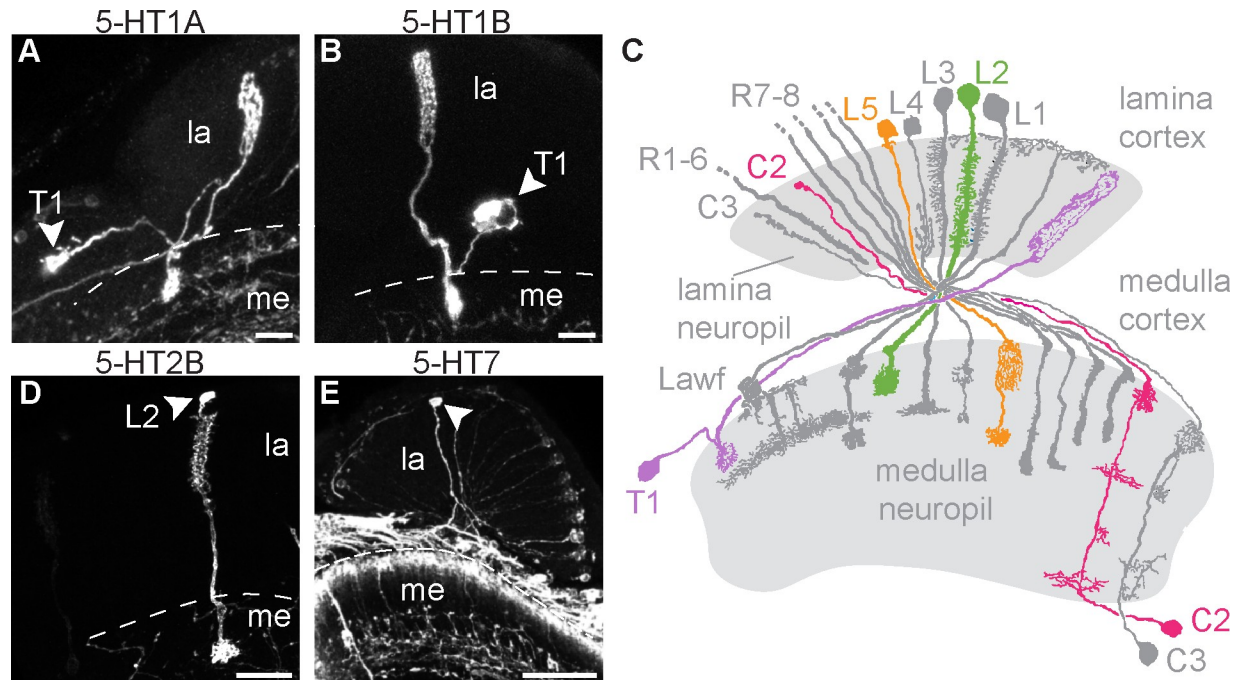 5-HT1A
A
la
T1
me
5-HT1B
B
la
T1
me
C
L3
L2
R7-8
L5
L4
L1
lamina
cortex
R1-6
C2
C3
lamina
neuropil
medulla
cortex
Lawf
medulla
neuropil
T1
C2
C3
5-HT2B
D
L2
la
me
5-HT7
E
la
me